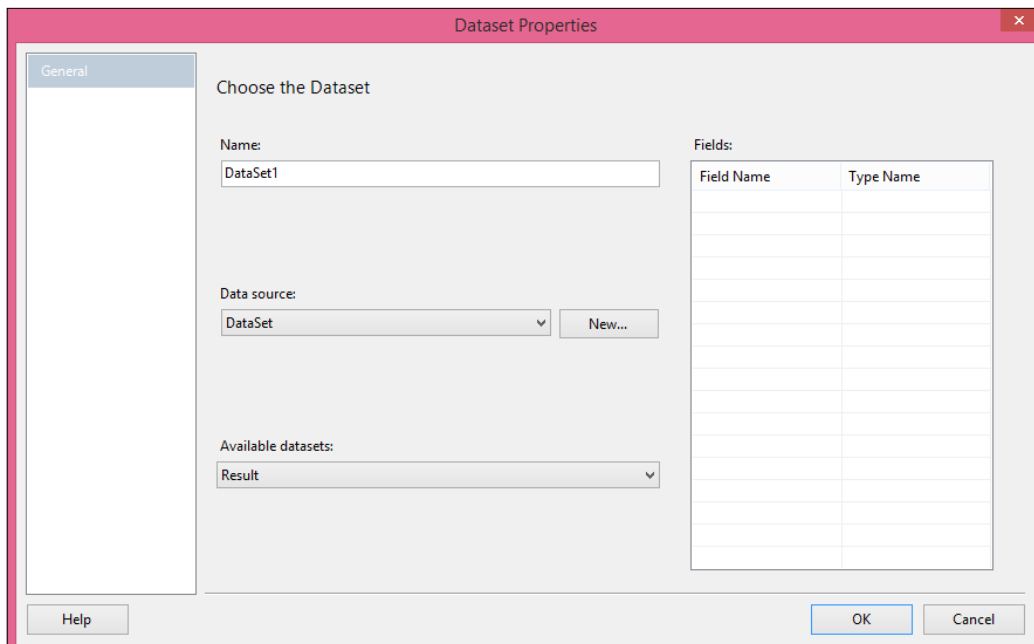 Dataset Properties
General
Choose the Dataset
Name:
DataSet1
Data source:
DataSet
New...
Available datasets:
Result
Fields:
Field Name Type Name
Help
OK
Cancel